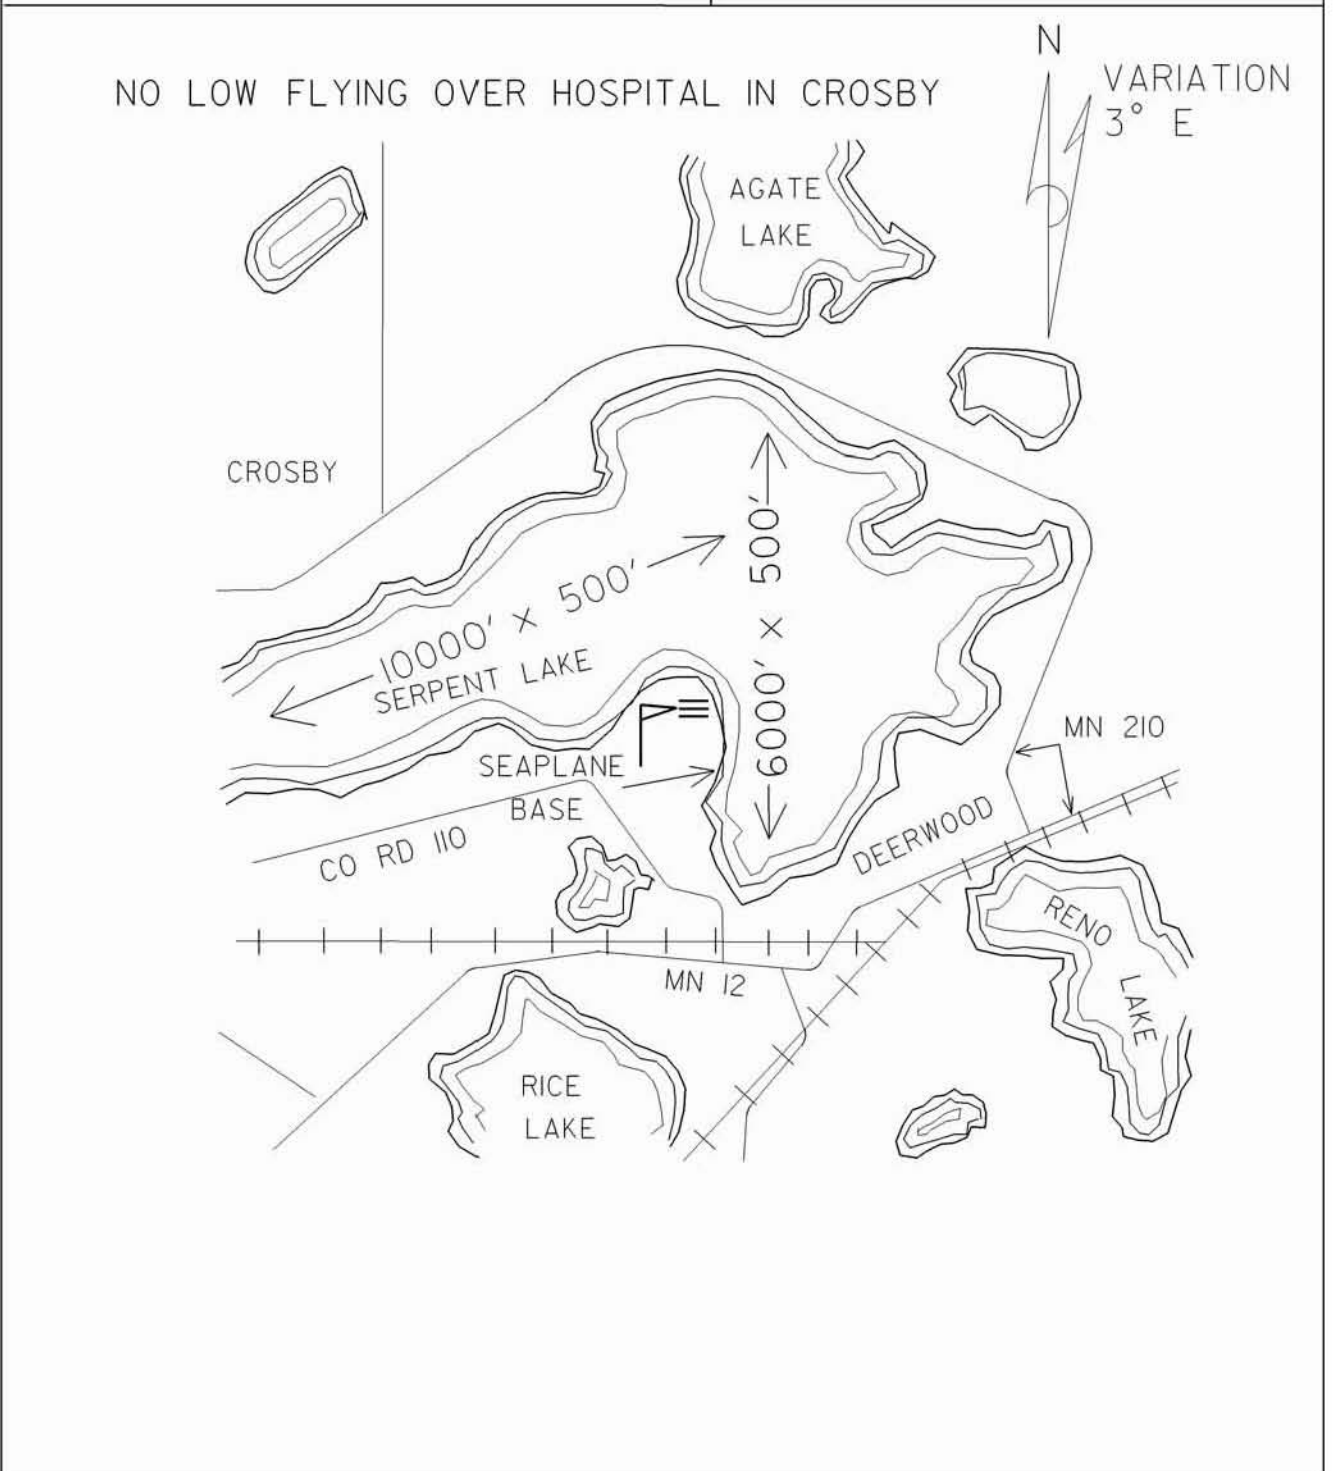 N
VARIATION
3° E
NO LOW FLYING OVER HOSPITAL IN CROSBY
AGATE
LAKE
CROSBY
10000' x 500'
SERPENT LAKE
6000' x 500'
MN 210
SEAPLANE
BASE
CO RD 110
DEERWOOD
RENO
LAKE
MN 12
RICE
LAKE